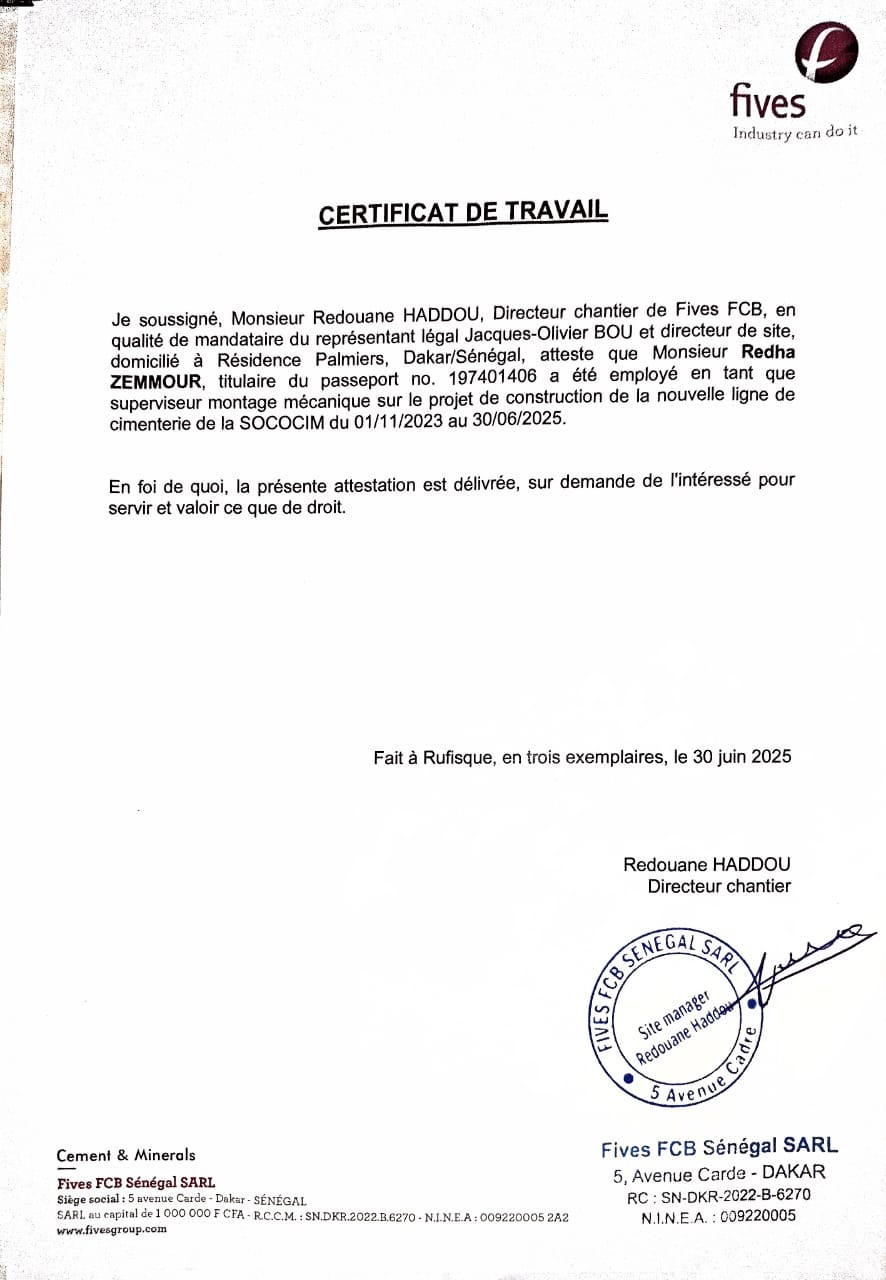 fives
Industry can do it
CERTIFICAT DE TRAVAIL
Je soussigné, Monsieur Redouane HADDOU, Directeur chantier de Fives FCB, en
qualité de mandataire du représentant légal Jacques-Olivier BOU et directeur de site,
domicilié à Résidence Palmiers, Dakar/Sénégal, atteste que Monsieur Redha
ZEMMOUR, titulaire du passeport no. 197401406 a été employé en tant que
superviseur montage mécanique sur le projet de construction de la nouvelle ligne de
cimenterie de la SOCOCIM du 01/11/2023 au 30/06/2025.
En foi de quoi, la présente attestation est délivrée, sur demande de l'intéressé pour
servir et valoir ce que de droit.
Fait à Rufisque, en trois exemplaires, le 30 juin 2025
Redouane HADDOU
Directeur chantier
FIVES FCB SENEGAL SARL
Site manager
Redouane Haddou
5 Avenue Cadre
Cement & Minerals
Fives FCB Sénégal SARL
Siège social : 5 avenue Carde - Dakar - SÉNÉGAL
SARL au capital de 1 000 000 F CFA - R.C.C.M. : SN.DKR.2022.B.6270 - N.I.N.E.A : 009220005 2A2
www.fivesgroup.com
Fives FCB Sénégal SARL
5, Avenue Carde - DAKAR
RC : SN-DKR-2022-B-6270
N.I.N.E.A. : 009220005